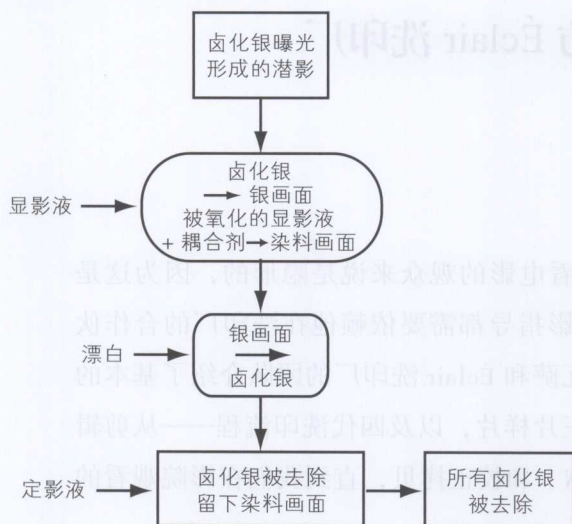 卤化银曝光
形成的潜影
显影液
卤化银
→ 银画面
被氧化的显影液
+ 耦合剂→染料画面
漂白
银画面
→
卤化银
定影液
卤化银被去除
留下染料画面
所有卤化银
被去除